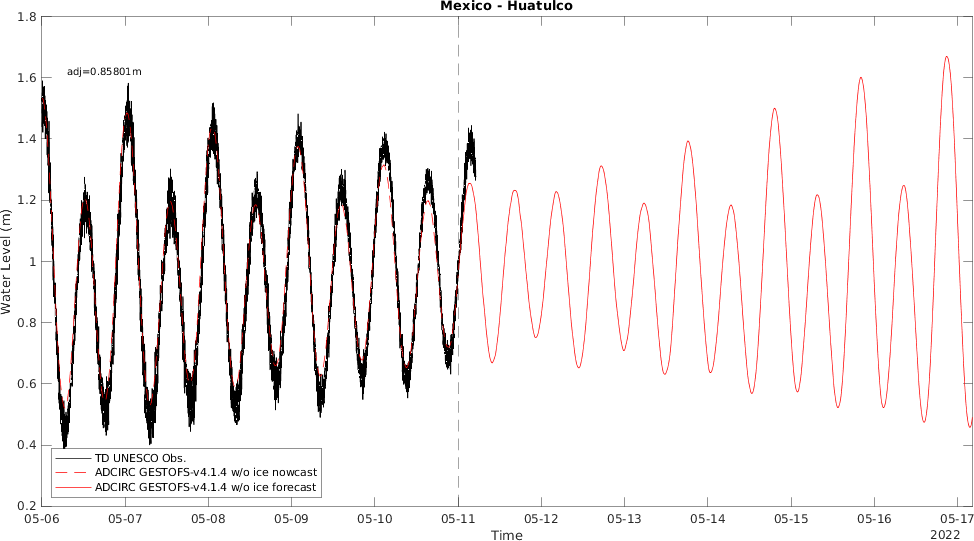 Mexico - Huatulco
1.8
1.6
1.4
1.2
1
0.8
0.6
0.4
0.2
Water Level (m)
adj=0.85801m
TD UNESCO Obs.
ADCIRC GESTOFS-v4.1.4 w/o ice nowcast
ADCIRC GESTOFS-v4.1.4 w/o ice forecast
05-06 05-07 05-08 05-09 05-10 05-11 05-12 05-13 05-14 05-15 05-16 05-17
Time
2022